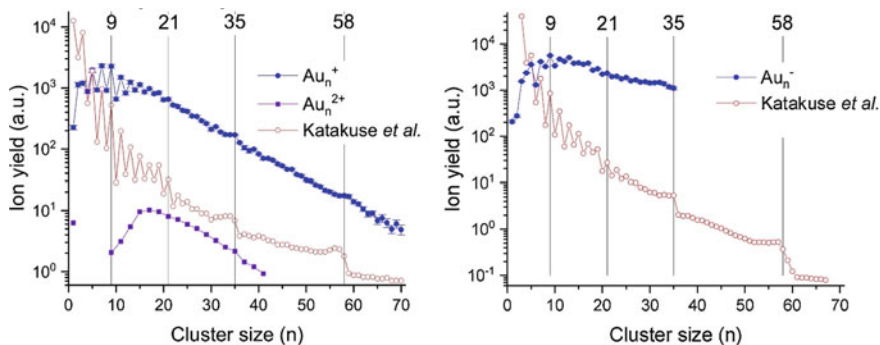 9 21 35 58
10⁴
10³
10²
10¹
10⁰
Ion yield (a.u.)
Auₙ⁺
Auₙ²⁺
Katakuse et al.
0 10 20 30 40 50 60 70
Cluster size (n)
9 21 35 58
10⁴
10³
10²
10¹
10⁰
10⁻¹
Ion yield (a.u.)
Auₙ⁻
Katakuse et al.
0 10 20 30 40 50 60 70
Cluster size (n)